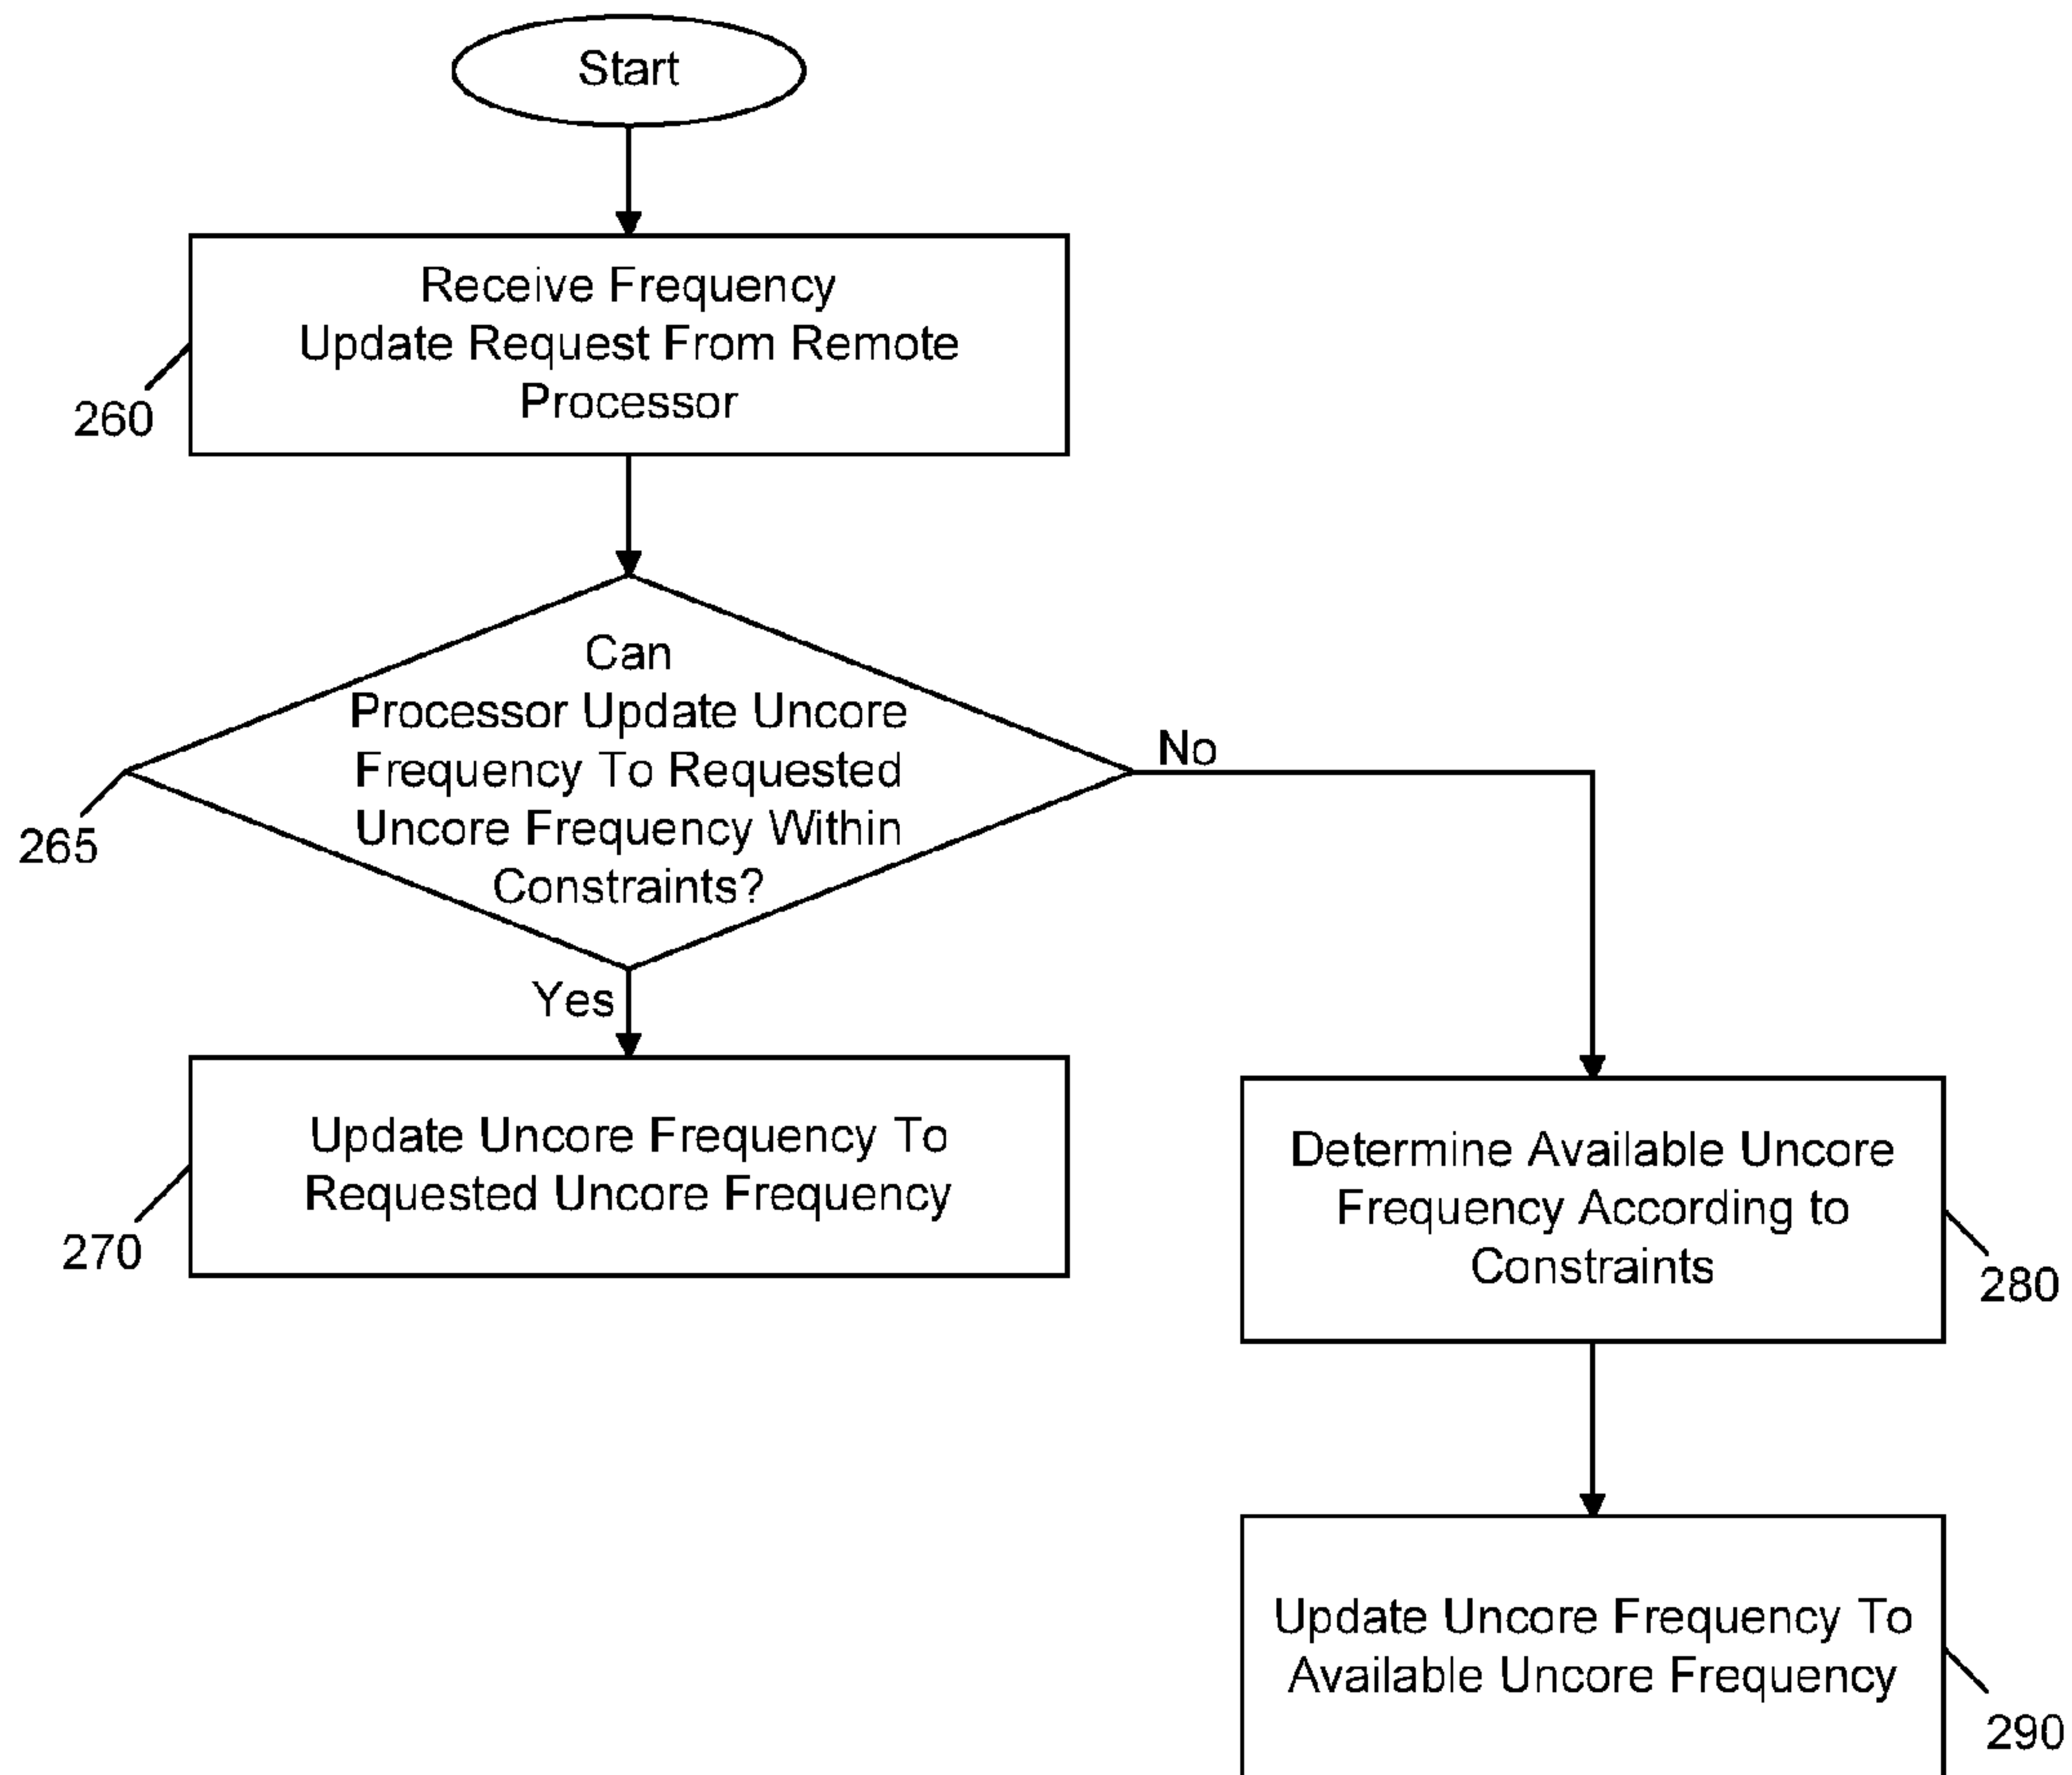 Start
Receive Frequency
Update Request From Remote
Processor
260
Can
Processor Update Uncore
Frequency To Requested
Uncore Frequency Within
Constraints?
265
No
Yes
Update Uncore Frequency To
Requested Uncore Frequency
270
Determine Available Uncore
Frequency According to
Constraints
280
Update Uncore Frequency To
Available Uncore Frequency
290